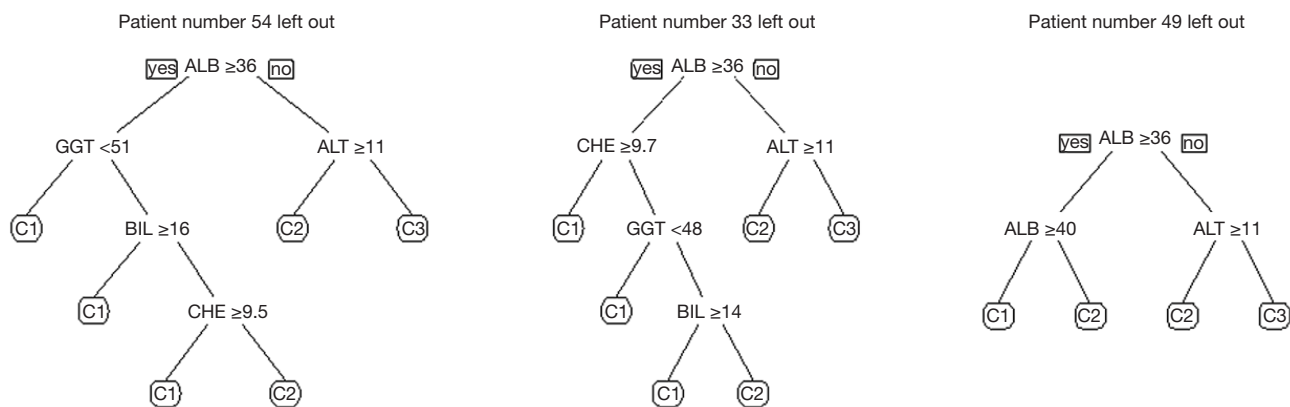 Patient number 54 left out
yes ALB ≥36 no
GGT <51 ALT ≥11
C1 BIL ≥16 C2 C3
C1 CHE ≥9.5
C1 C2
Patient number 33 left out
yes ALB ≥36 no
CHE ≥9.7 ALT ≥11
C1 GGT <48 C2 C3
C1 BIL ≥14
C1 C2
Patient number 49 left out
yes ALB ≥36 no
ALB ≥40 ALT ≥11
C1 C2 C2 C3